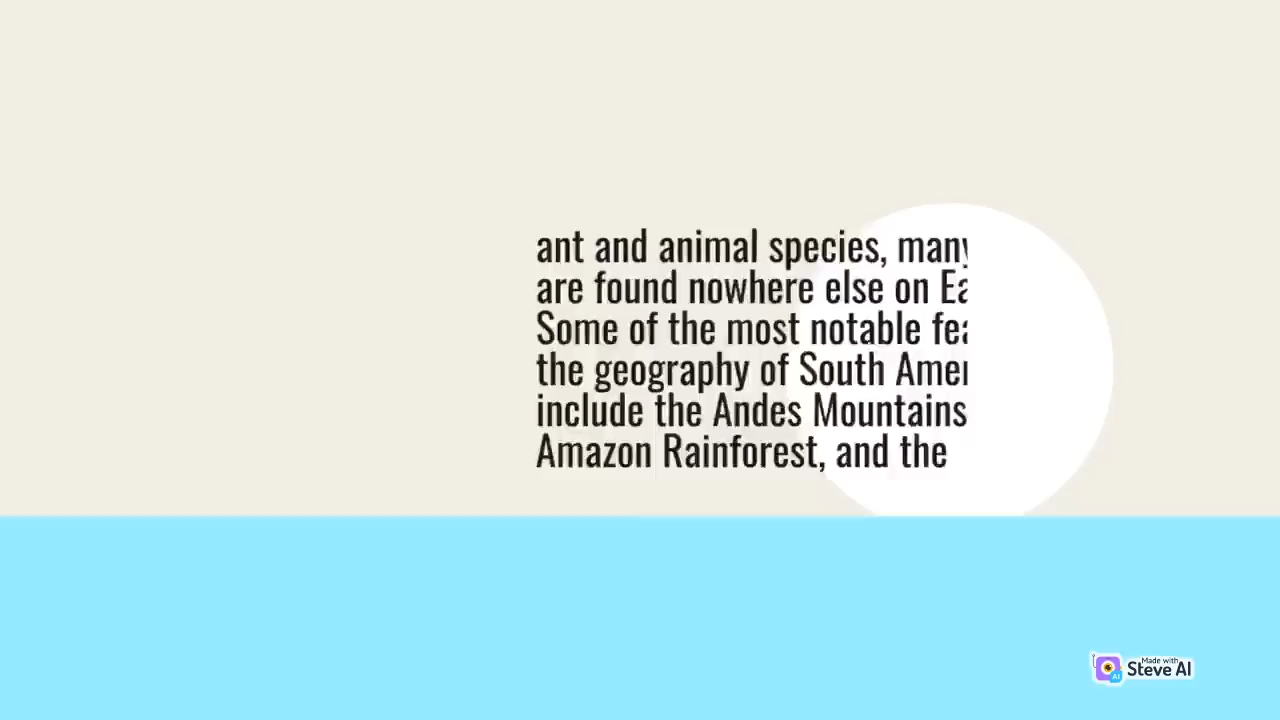 ant and animal species, many
are found nowhere else on Ea
Some of the most notable fea
the geography of South Amer
include the Andes Mountains
Amazon Rainforest, and the
Made with
Steve AI
AI